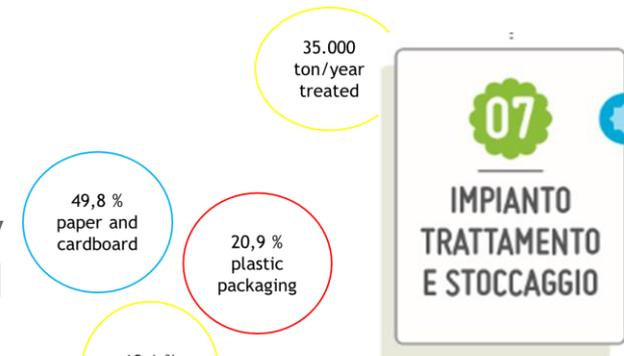 35.000
ton/year
treated
07
IMPIANTO
TRATTAMENTO
E STOCCAGGIO
49,8 %
paper and
cardboard
20,9 %
plastic
packaging